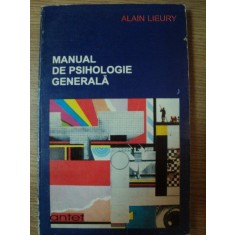 ALAIN LIEURY
MANUAL
DE PSIHOLOGIE
GENERALĂ
antet